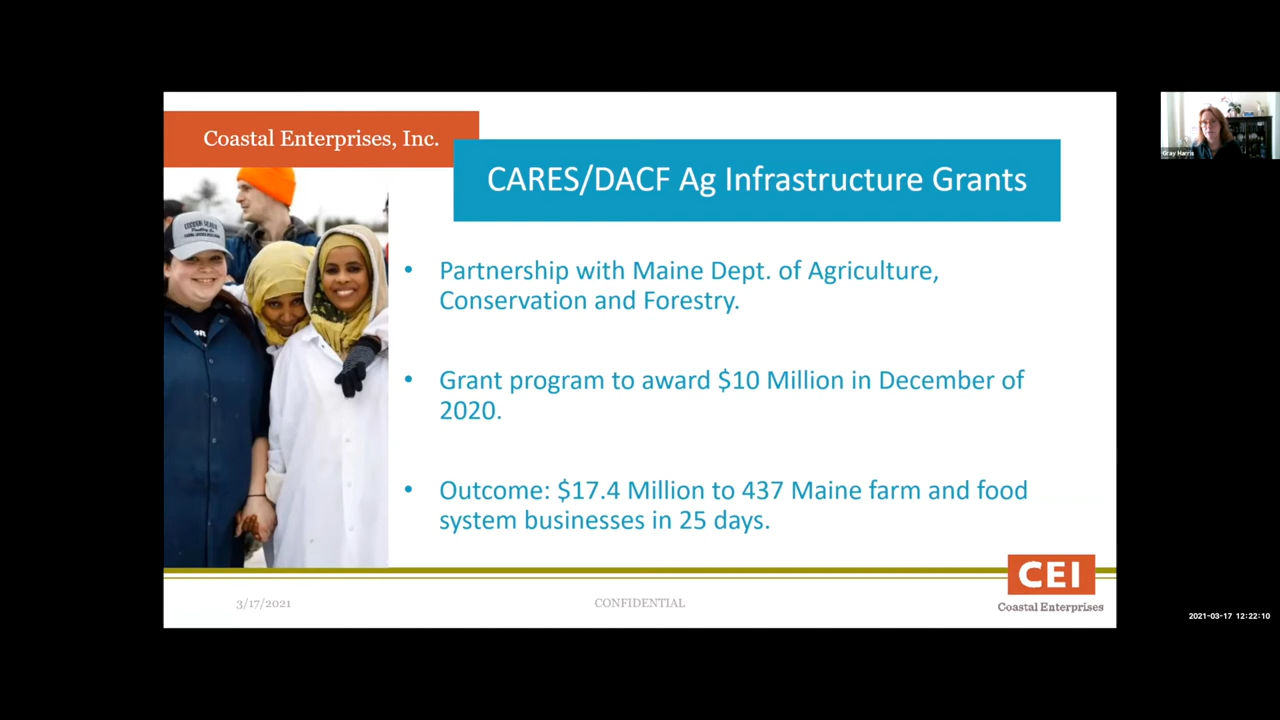 Coastal Enterprises, Inc.
CARES/DACF Ag Infrastructure Grants
• Partnership with Maine Dept. of Agriculture,
Conservation and Forestry.
• Grant program to award $10 Million in December of
2020.
• Outcome: $17.4 Million to 437 Maine farm and food
system businesses in 25 days.
3/17/2021
CONFIDENTIAL
CEI
Coastal Enterprises
Gray Harris
2021-03-17 12:22:10